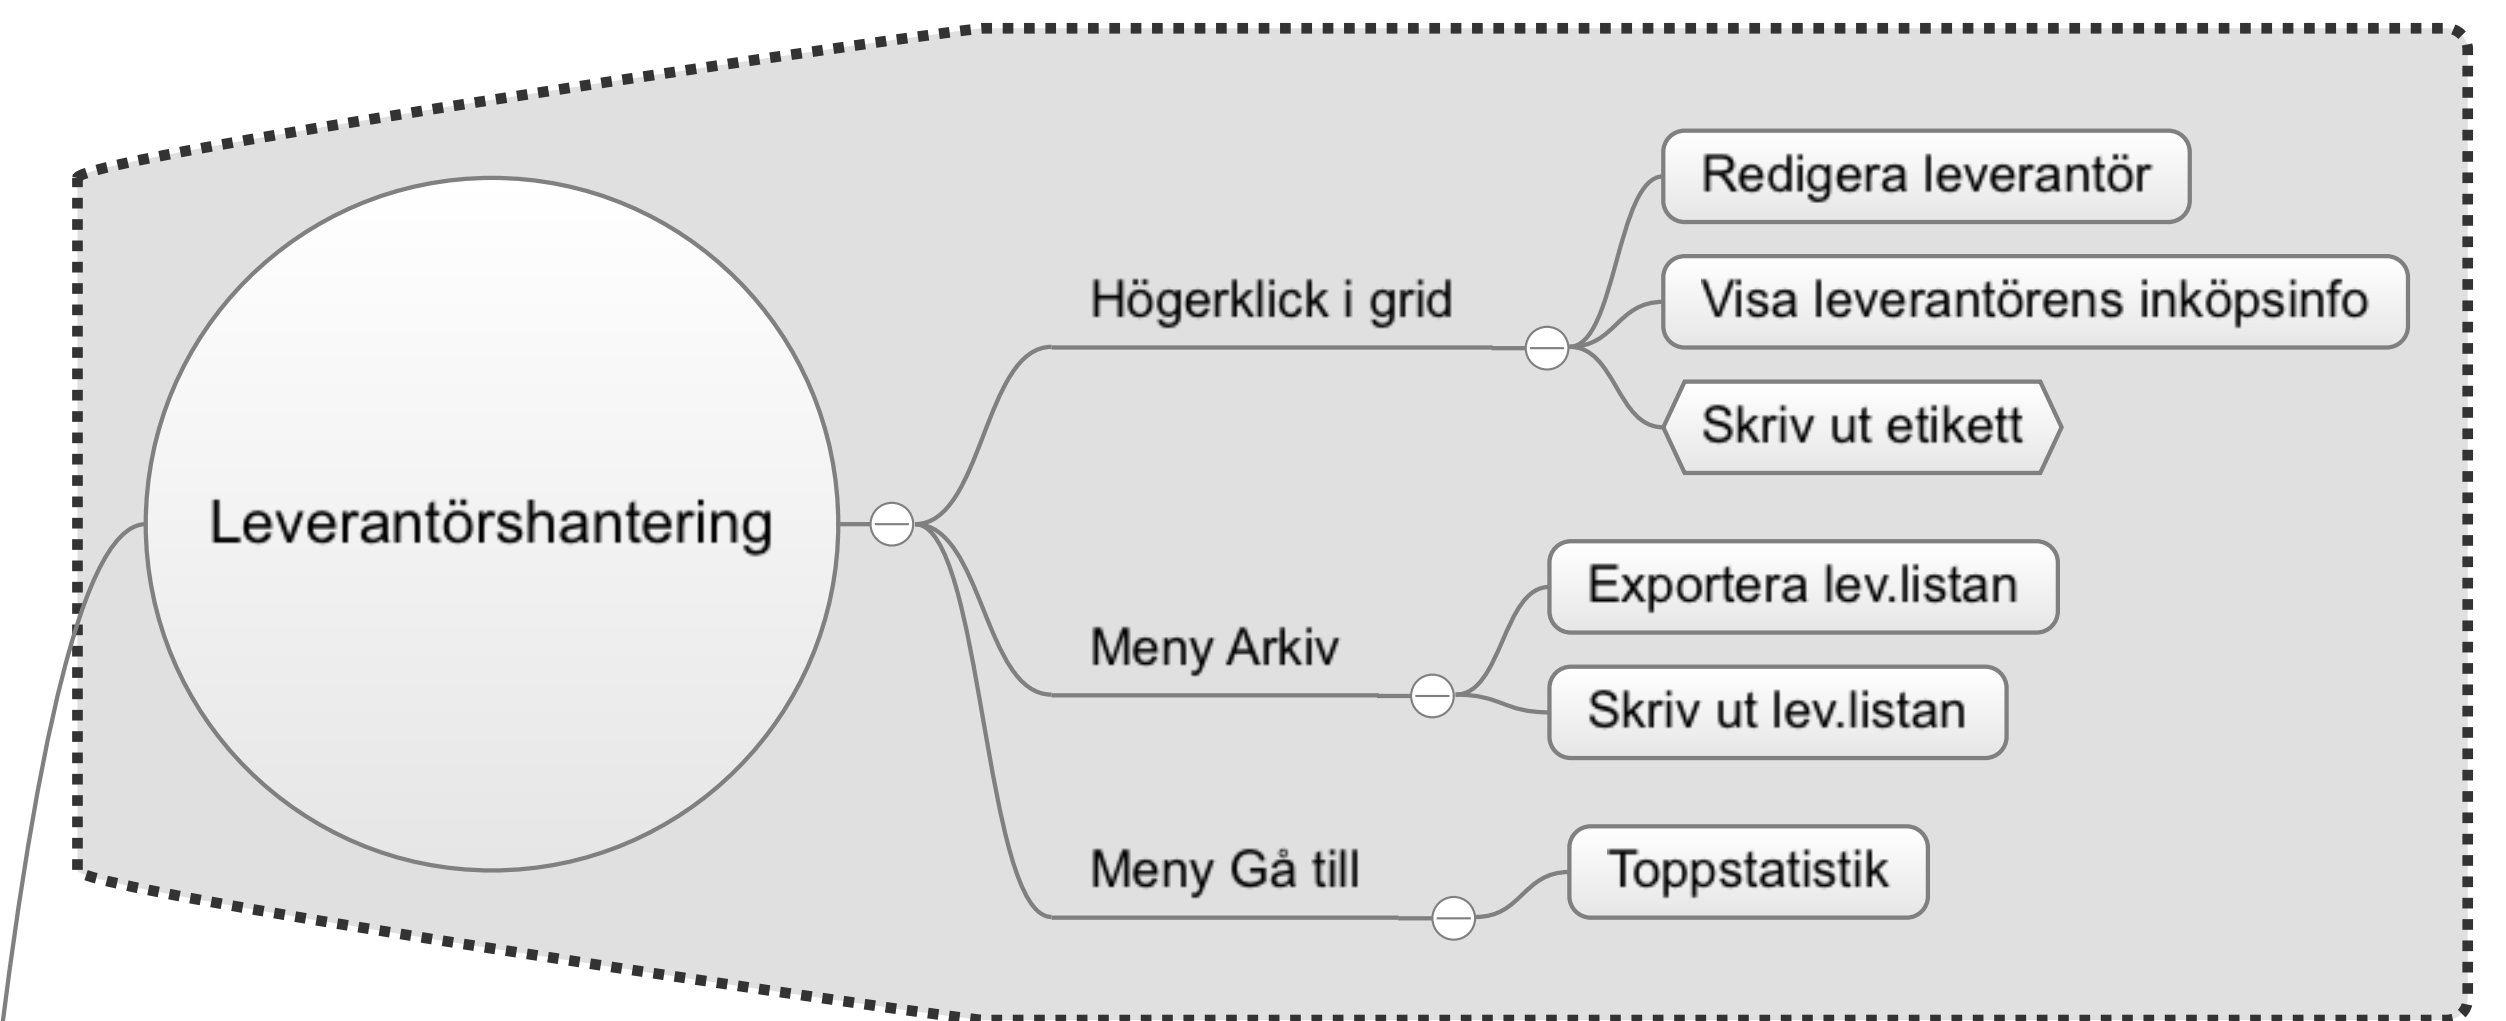 Leverantörshantering
Högerklick i grid
Redigera leverantör
Visa leverantörens inköpsinfo
Skriv ut etikett
Meny Arkiv
Exportera lev.listan
Skriv ut lev.listan
Meny Gå till
Toppstatistik